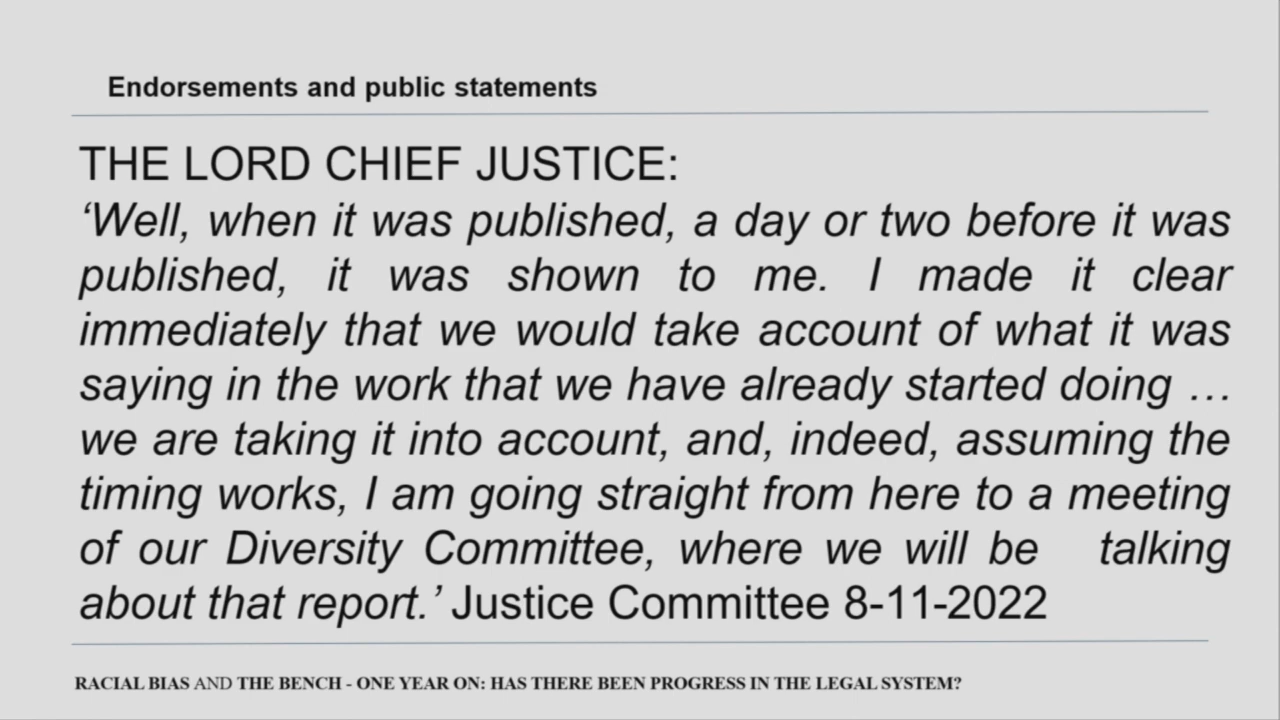 Endorsements and public statements
THE LORD CHIEF JUSTICE:
‘Well, when it was published, a day or two before it was
published, it was shown to me. I made it clear
immediately that we would take account of what it was
saying in the work that we have already started doing …
we are taking it into account, and, indeed, assuming the
timing works, I am going straight from here to a meeting
of our Diversity Committee, where we will be talking
about that report.’ Justice Committee 8-11-2022
RACIAL BIAS AND THE BENCH - ONE YEAR ON: HAS THERE BEEN PROGRESS IN THE LEGAL SYSTEM?